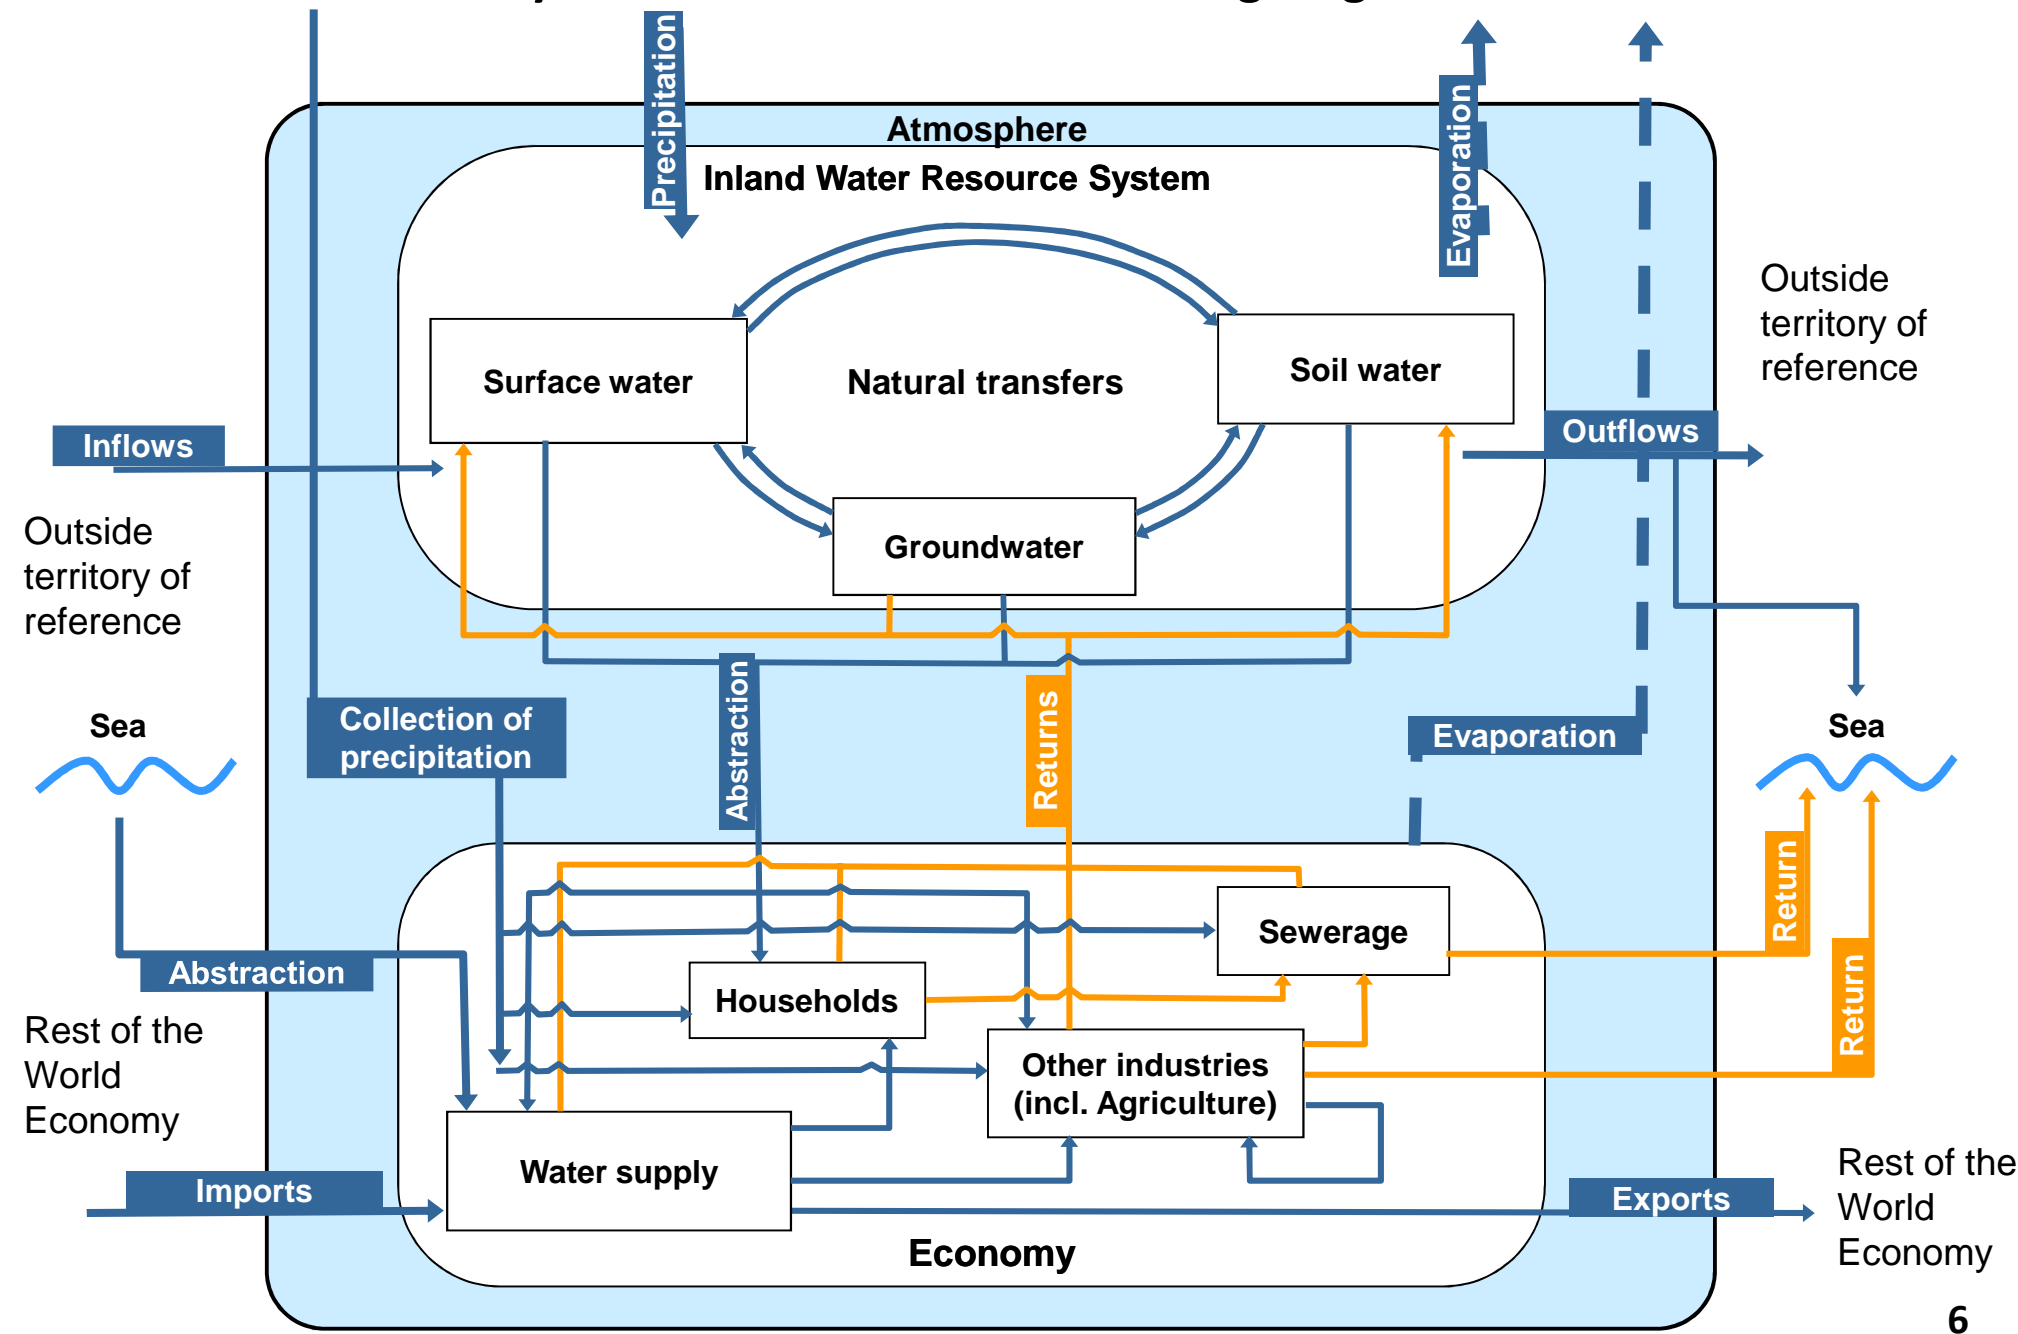 Precipitation
Evaporation
Atmosphere
Inland Water Resource System
Outside
territory of
reference
Surface water
Natural transfers
Soil water
Inflows
Outflows
Outside
territory of
reference
Groundwater
Sea
Collection of
precipitation
Abstraction
Returns
Evaporation
Sea
Return
Return
Abstraction
Sewerage
Households
Rest of the
World
Economy
Other industries
(incl. Agriculture)
Water supply
Imports
Exports
Rest of the
World
Economy
Economy
6